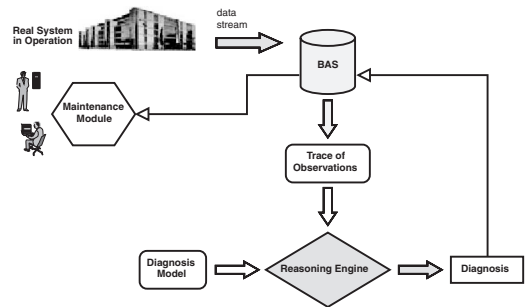 Real System
in Operation
data
stream
BAS
Maintenance
Module
Trace of
Observations
Diagnosis
Model
Reasoning Engine
Diagnosis